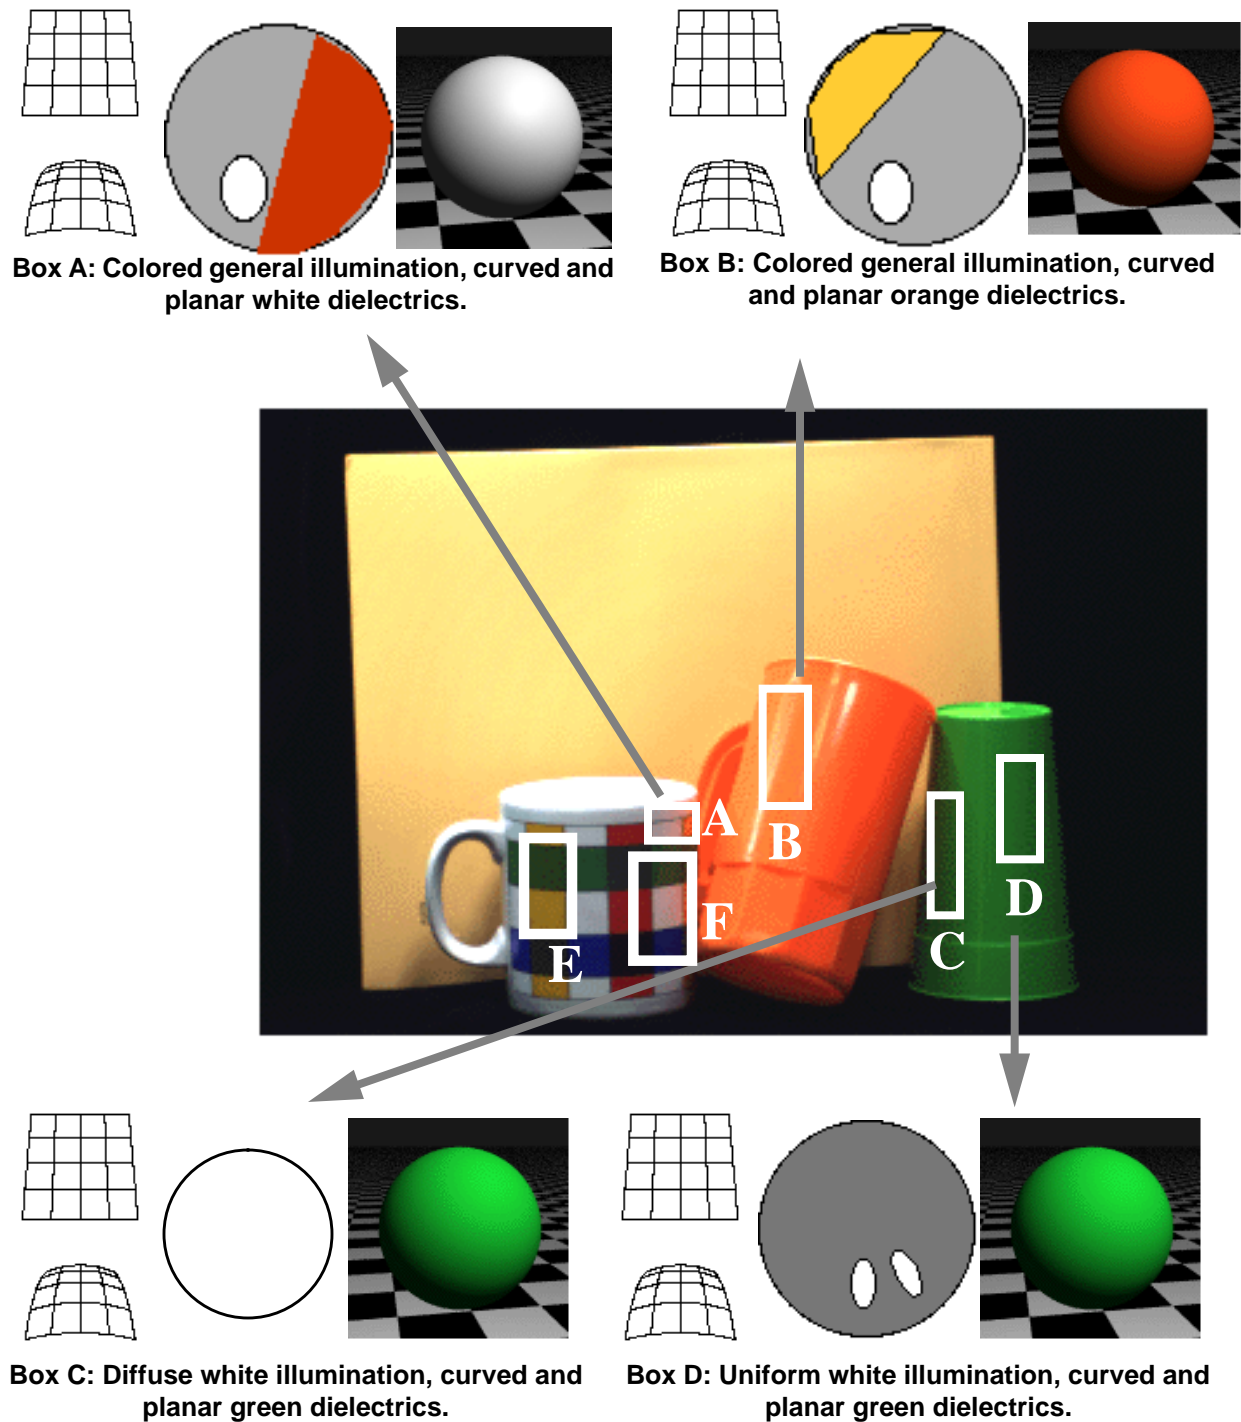 Box A: Colored general illumination, curved and
planar white dielectrics.
Box B: Colored general illumination, curved
and planar orange dielectrics.
A
B
C
D
E
F
Box C: Diffuse white illumination, curved and
planar green dielectrics.
Box D: Uniform white illumination, curved and
planar green dielectrics.